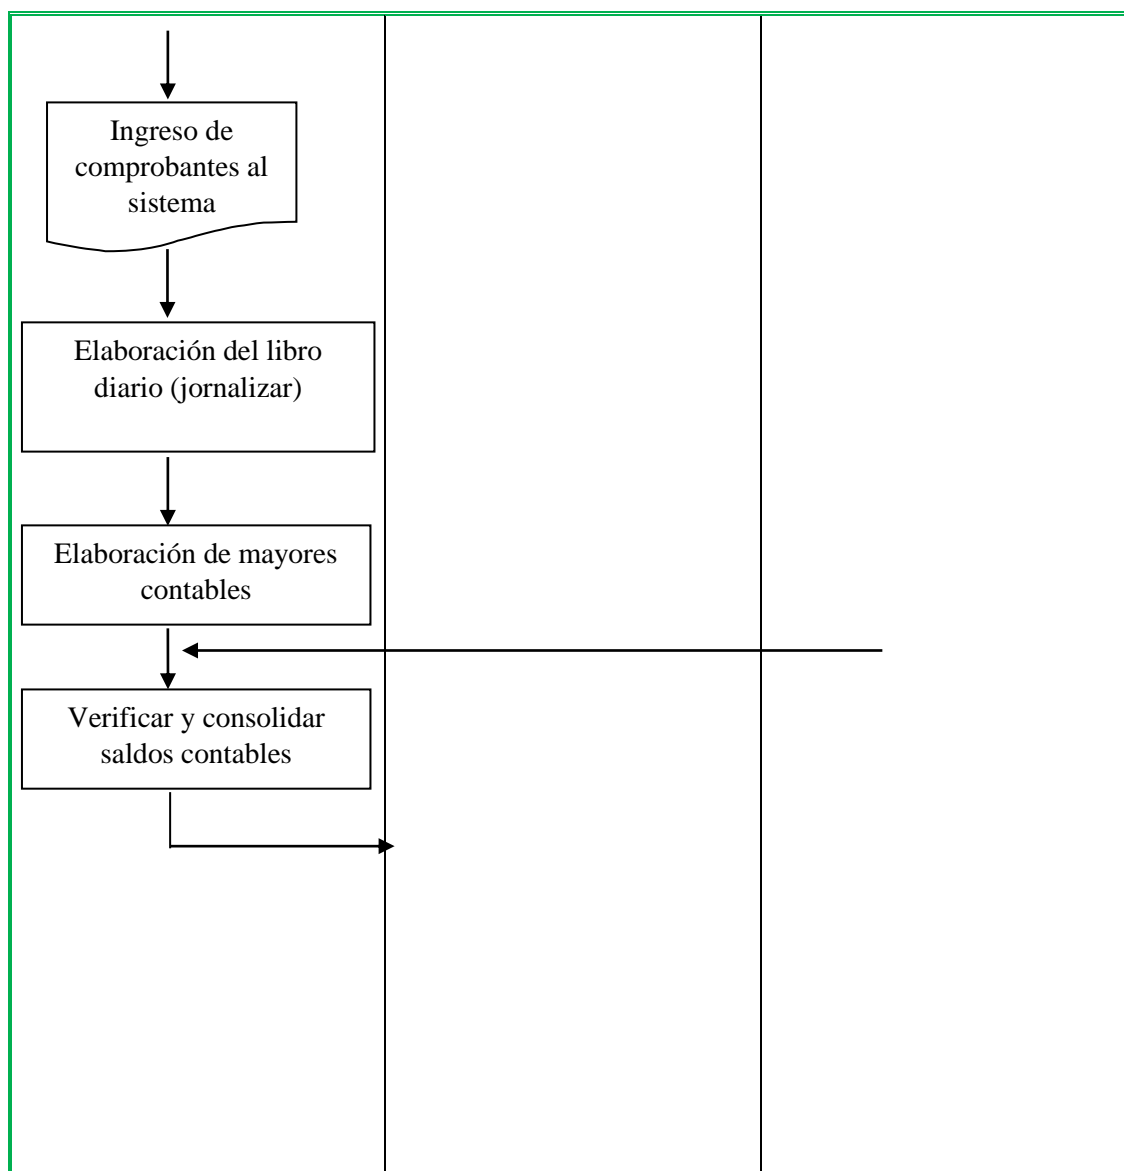 Ingreso de
comprobantes al
sistema
Elaboración del libro
diario (jornalizar)
Elaboración de mayores
contables
Verificar y consolidar
saldos contables